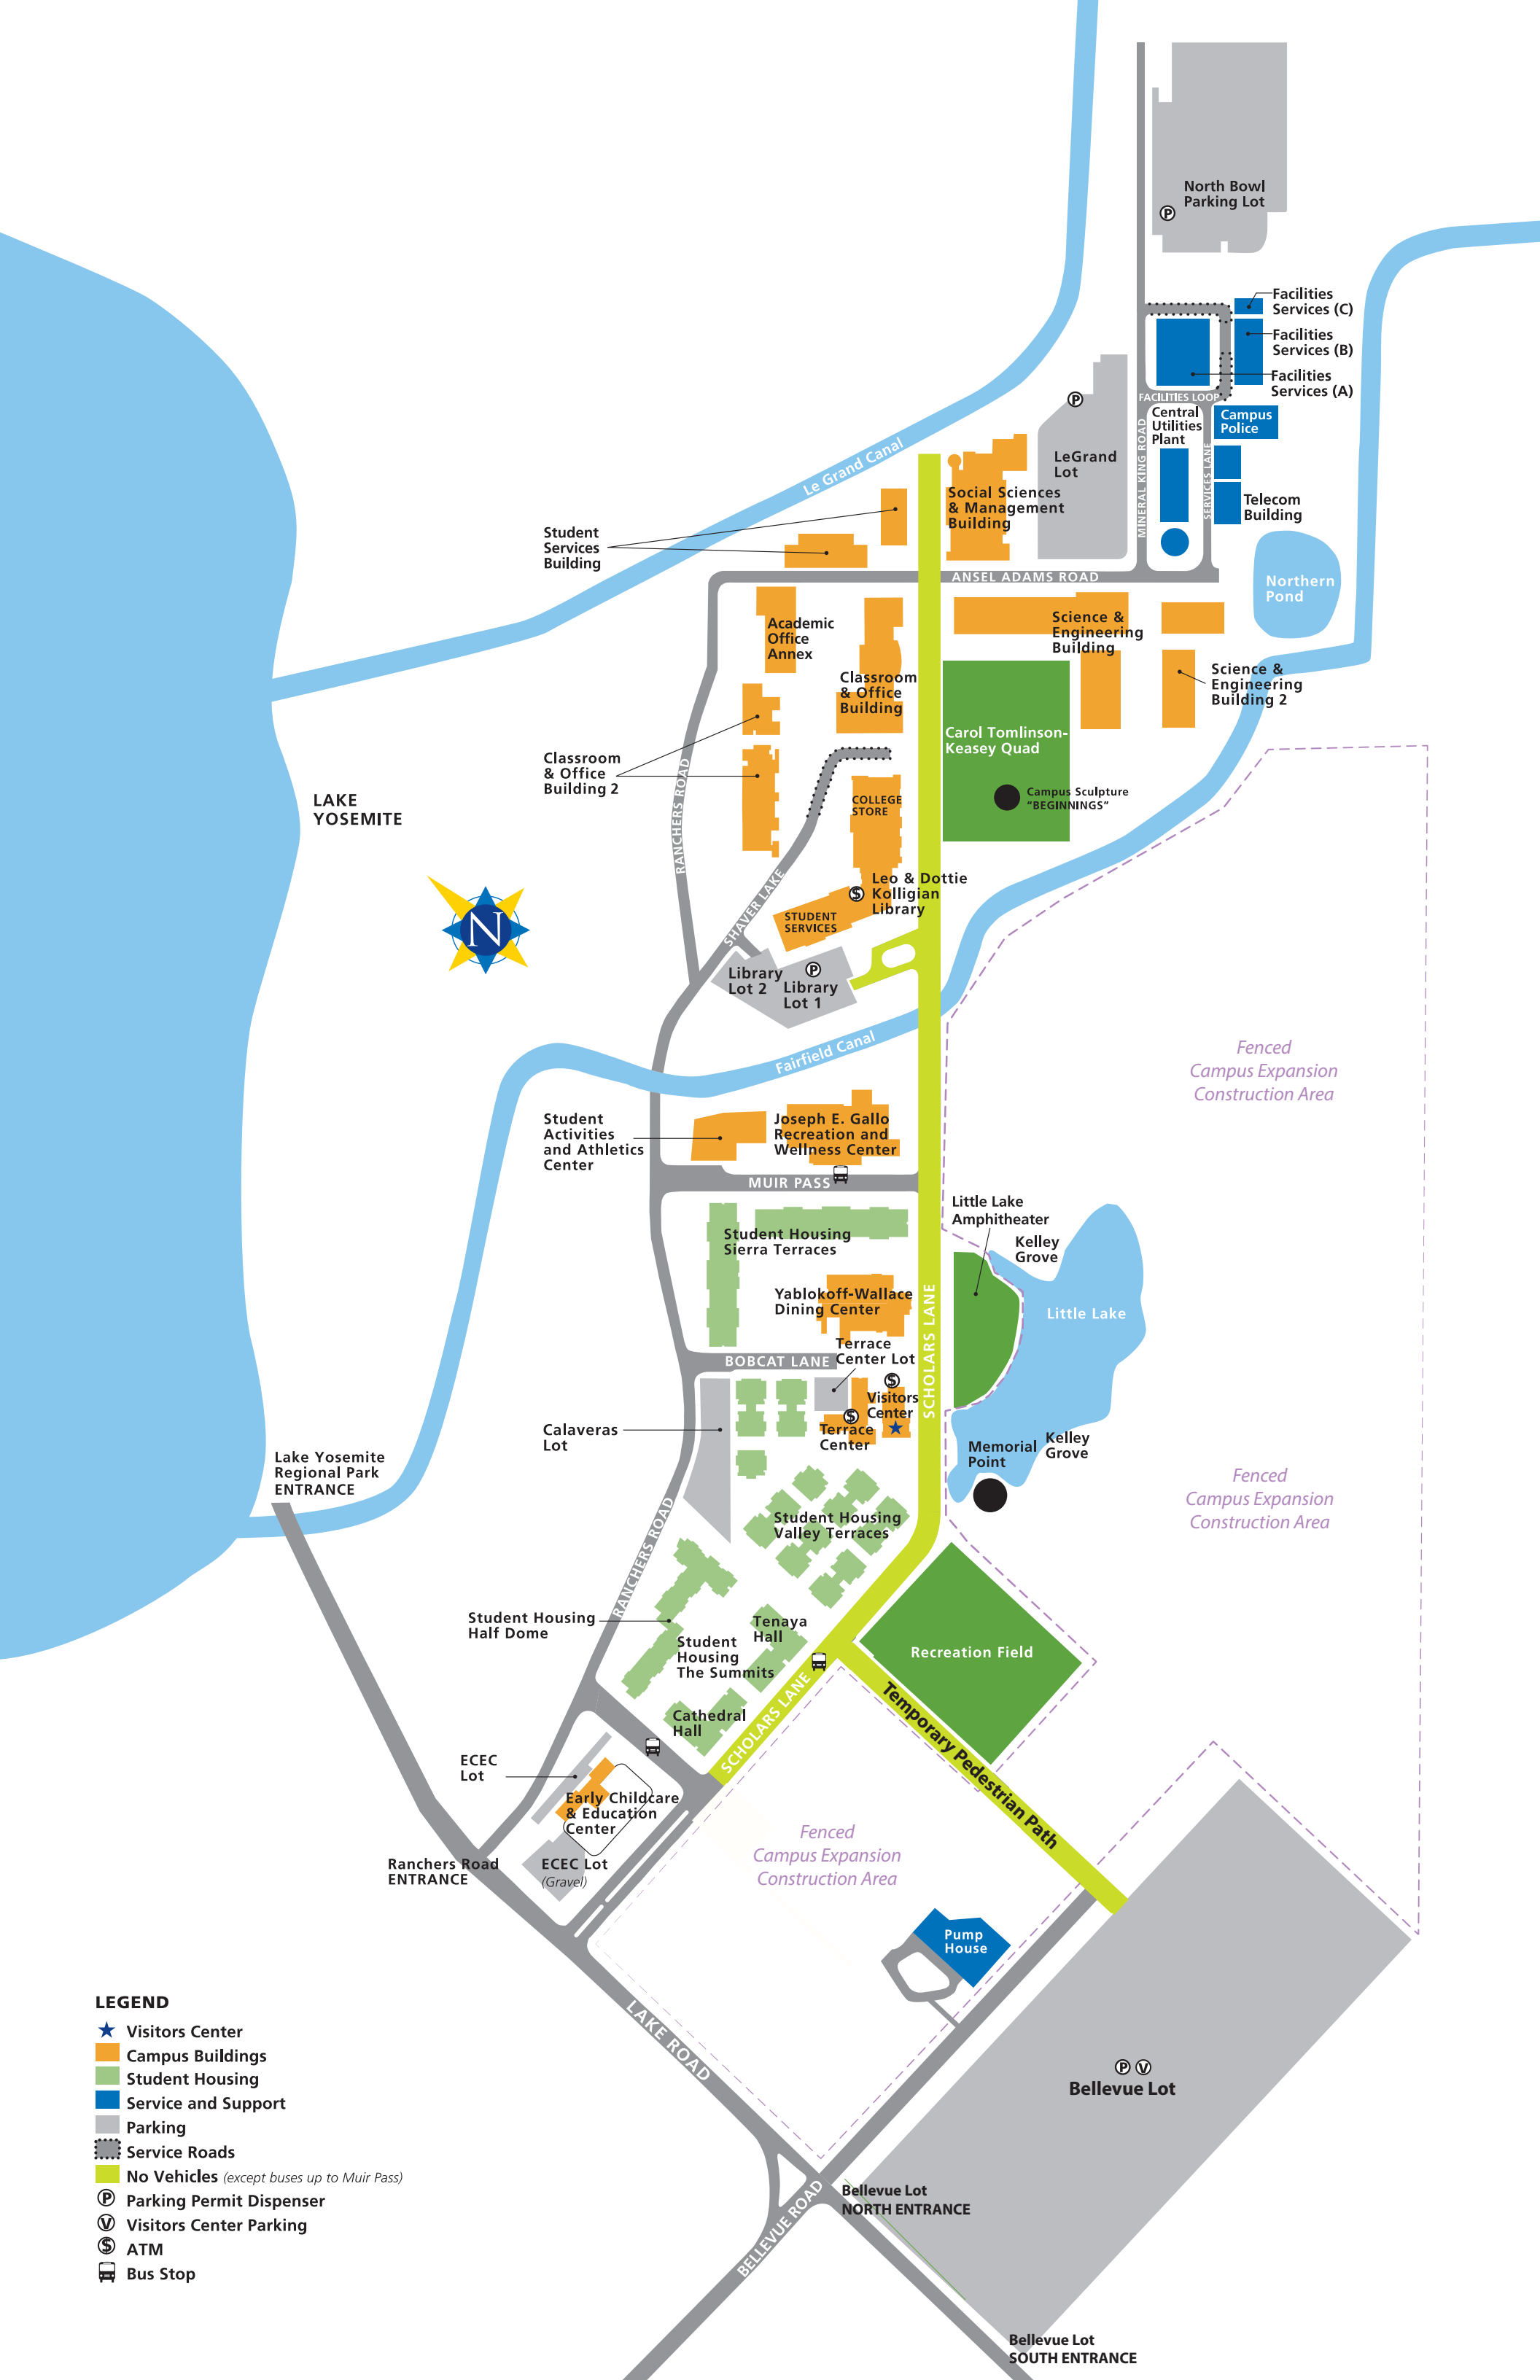 North Bowl
Parking Lot
P
Facilities
Services (C)
Facilities
Services (B)
Facilities
Services (A)
FACILITIES LOOP
Central
Utilities
Plant
Campus
Police
MINERAL KING ROAD
SERVICES LANE
Telecom
Building
P
LeGrand
Lot
Le Grand Canal
Social Sciences
& Management
Building
Student
Services
Building
ANSEL ADAMS ROAD
Northern
Pond
Academic
Office
Annex
Science &
Engineering
Building
Science &
Engineering
Building 2
Classroom
& Office
Building
Carol Tomlinson-
Keasey Quad
Classroom
& Office
Building 2
RANCHERS ROAD
Campus Sculpture
“BEGINNINGS”
COLLEGE
STORE
LAKE
YOSEMITE
N
SHAVER LAKE
$
Leo & Dottie
Kolligian
Library
STUDENT
SERVICES
Library
Lot 2
P
Library
Lot 1
Fairfield Canal
Fenced
Campus Expansion
Construction Area
Student
Activities
and Athletics
Center
Joseph E. Gallo
Recreation and
Wellness Center
MUIR PASS
Little Lake
Amphitheater
Kelley
Grove
Student Housing
Sierra Terraces
Yablokoff-Wallace
Dining Center
SCHOLARS LANE
Little Lake
BOBCAT LANE
Terrace
Center Lot
$
Visitors
Center
$
Terrace
Center
Calaveras
Lot
Memorial
Point
Kelley
Grove
Lake Yosemite
Regional Park
ENTRANCE
Fenced
Campus Expansion
Construction Area
Student Housing
Valley Terraces
RANCHERS ROAD
Student Housing
Half Dome
Tenaya
Hall
Student
Housing
The Summits
Recreation Field
Cathedral
Hall
SCHOLARS LANE
Temporary Pedestrian Path
ECEC
Lot
Early Childcare
& Education
Center
Ranchers Road
ENTRANCE
ECEC Lot
(Gravel)
Fenced
Campus Expansion
Construction Area
Pump
House
LAKE ROAD
P V
Bellevue Lot
Bellevue Lot
NORTH ENTRANCE
BELLEVUE ROAD
Bellevue Lot
SOUTH ENTRANCE
LEGEND
Visitors Center
Campus Buildings
Student Housing
Service and Support
Parking
Service Roads
No Vehicles (except buses up to Muir Pass)
P Parking Permit Dispenser
V Visitors Center Parking
$ ATM
Bus Stop